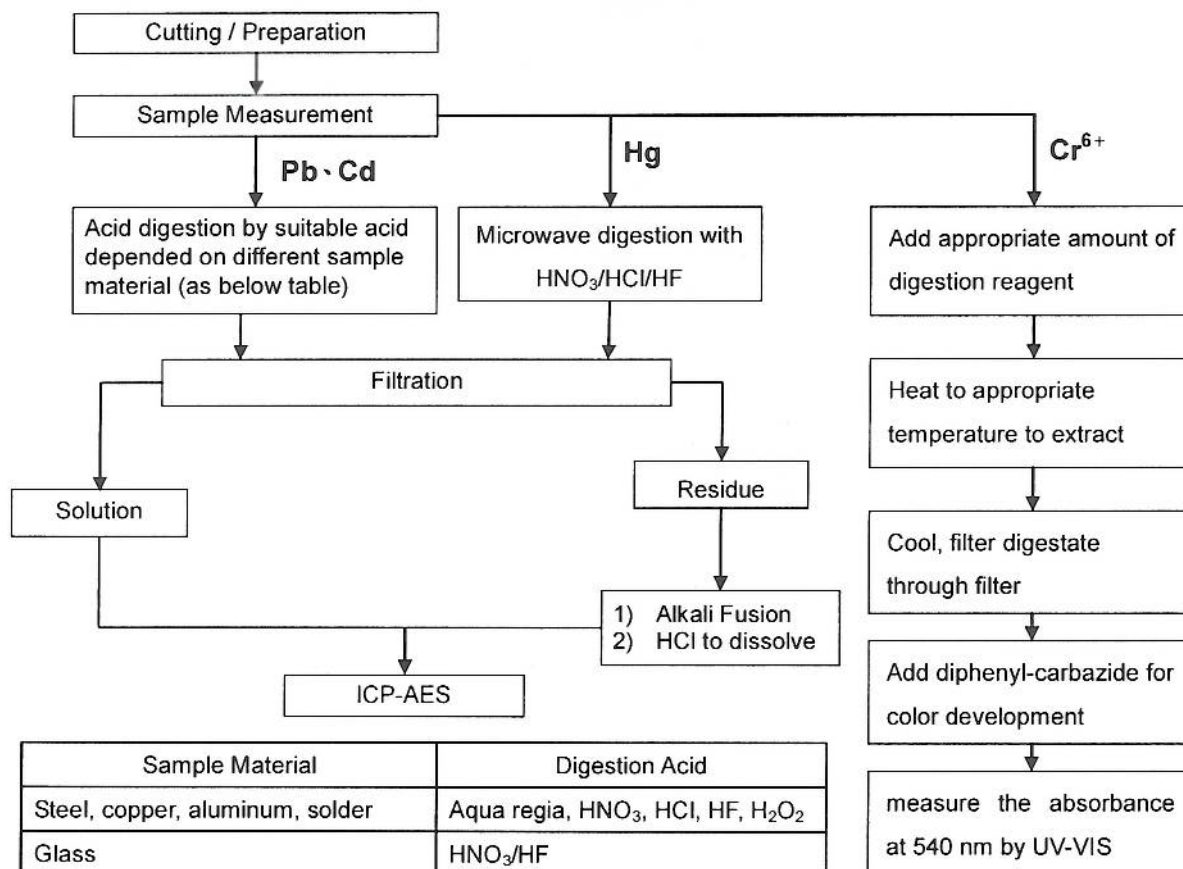 Cutting / Preparation
Sample Measurement
Pb、Cd
Hg
Cr⁶⁺
Acid digestion by suitable acid
depended on different sample
material (as below table)
Microwave digestion with
HNO₃/HCl/HF
Add appropriate amount of
digestion reagent
Filtration
Heat to appropriate
temperature to extract
Solution
Residue
Cool, filter digestate
through filter
1) Alkali Fusion
2) HCl to dissolve
ICP-AES
Add diphenyl-carbazide for
color development
measure the absorbance
at 540 nm by UV-VIS
Sample Material Digestion Acid
Steel, copper, aluminum, solder Aqua regia, HNO₃, HCl, HF, H₂O₂
Glass HNO₃/HF